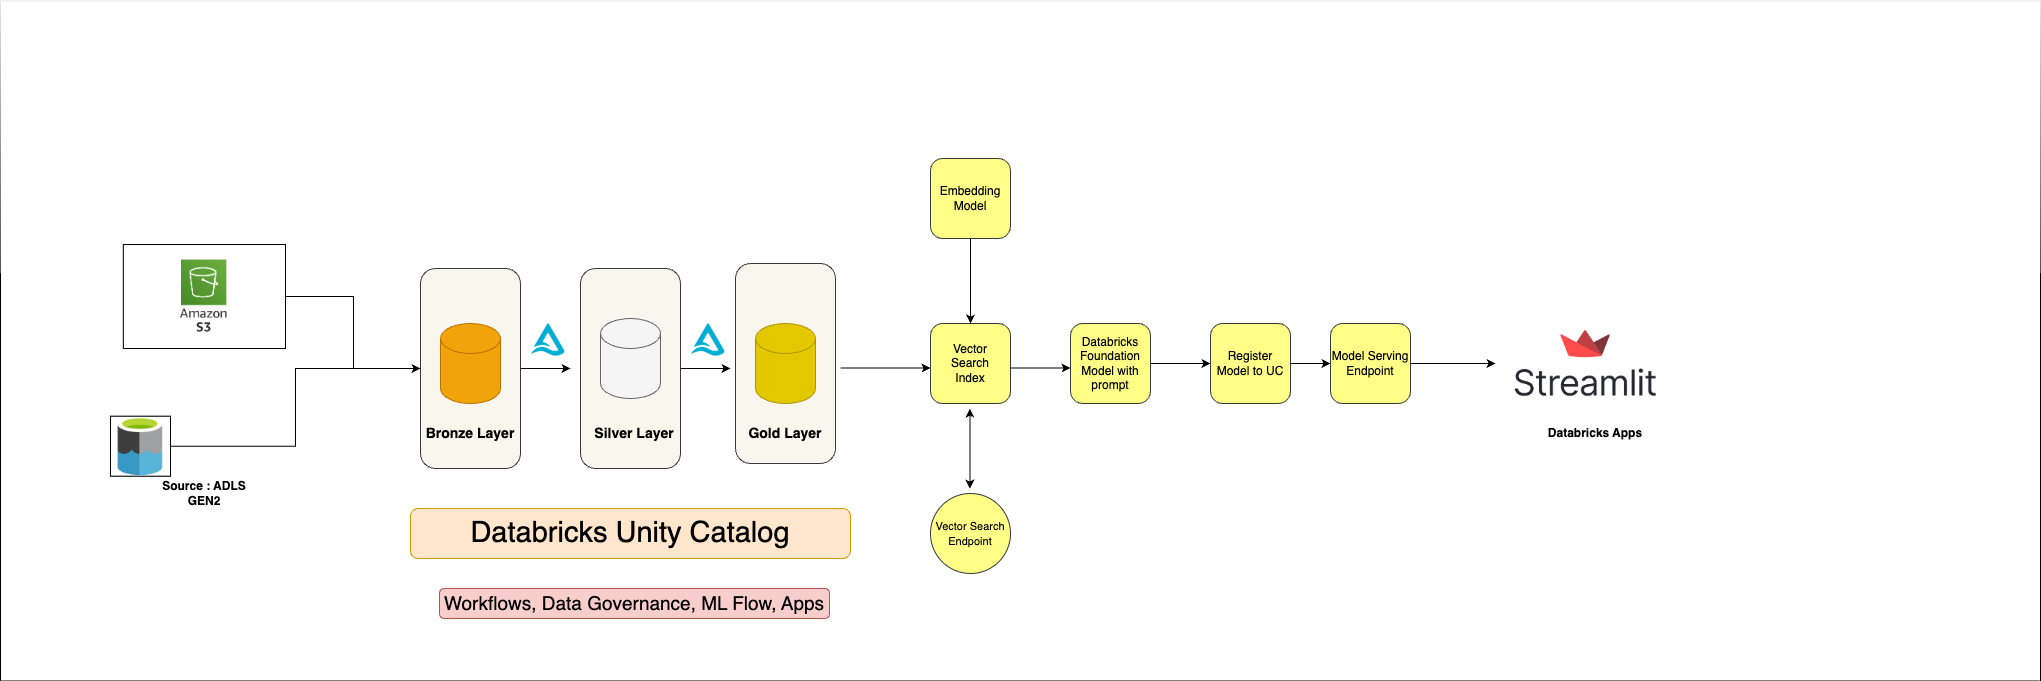 Embedding
Model
Amazon
S3
Source : ADLS
GEN2
Bronze Layer
Silver Layer
Gold Layer
Databricks Unity Catalog
Workflows, Data Governance, ML Flow, Apps
Vector
Search
Index
Vector Search
Endpoint
Databricks
Foundation
Model with
prompt
Register
Model to UC
Model Serving
Endpoint
Streamlit
Databricks Apps